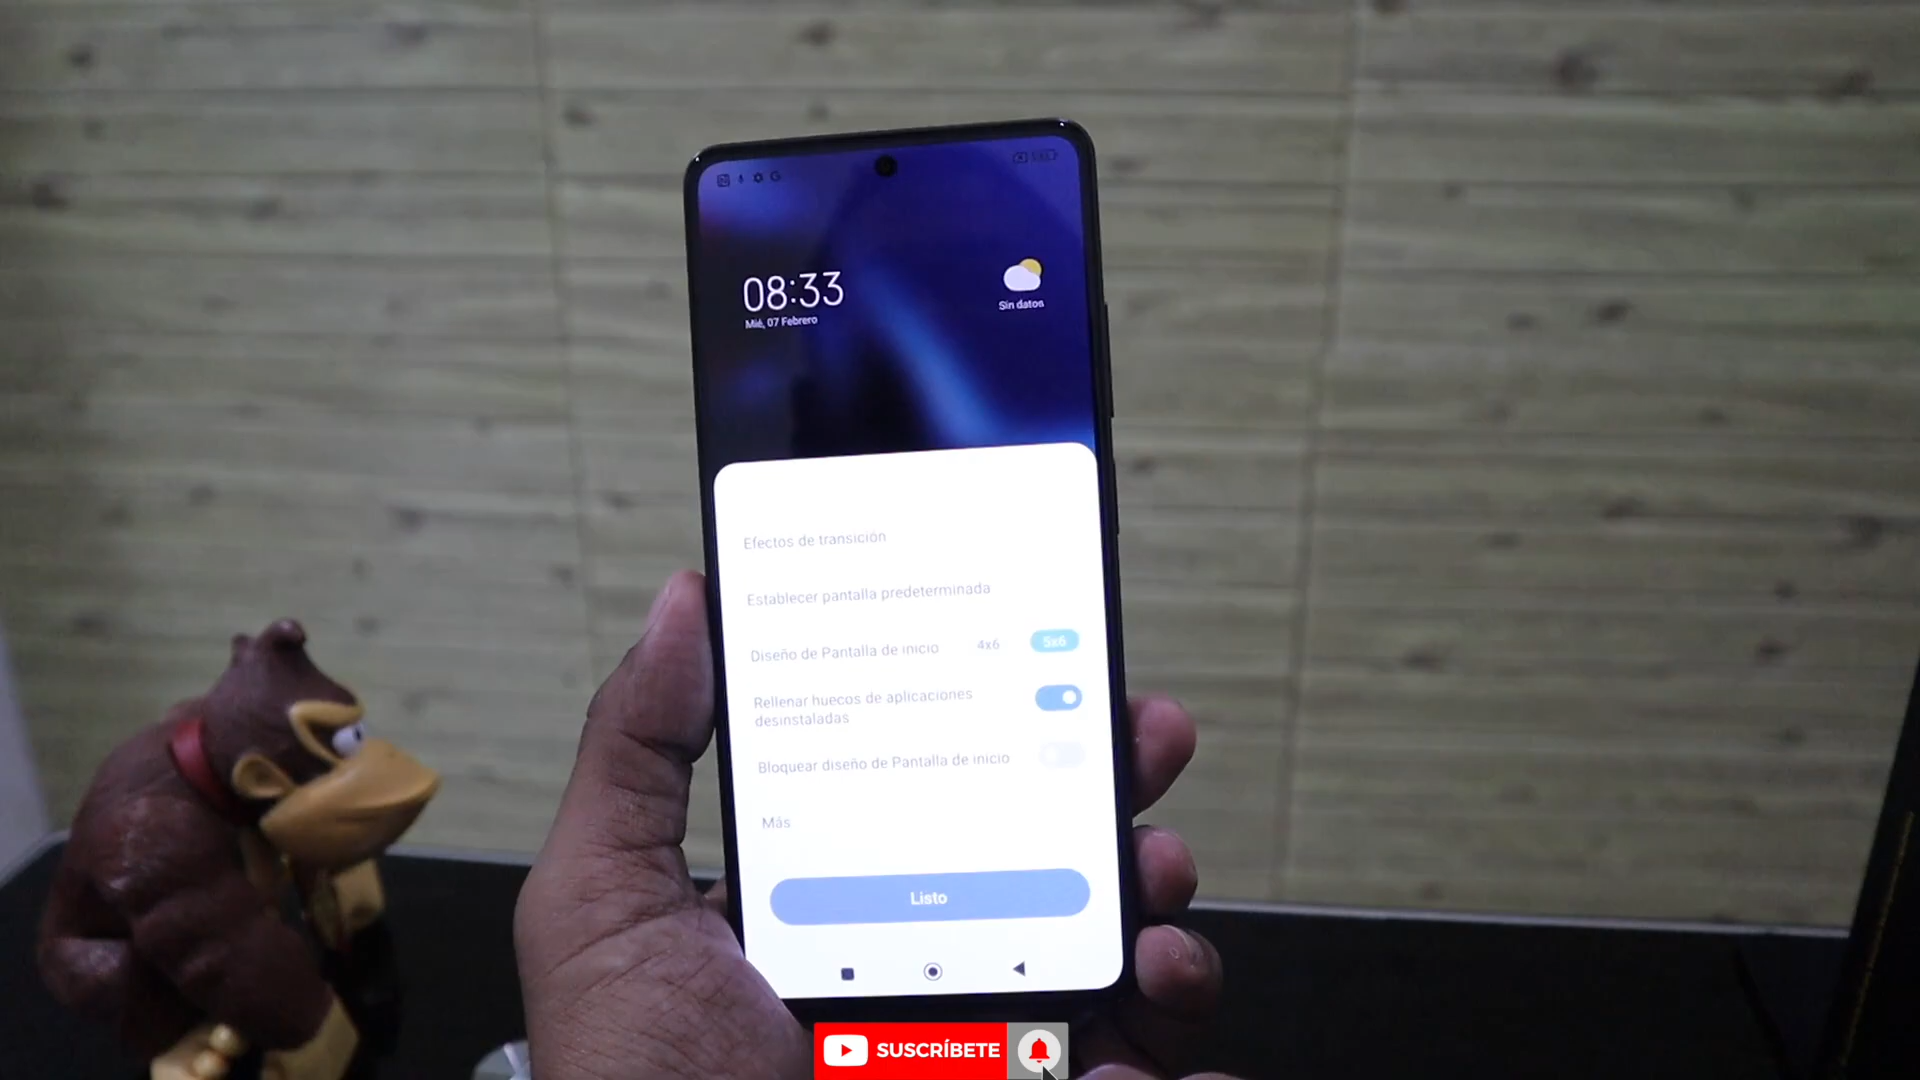 08:33
Mié, 07 Febrero
Sin datos
Efectos de transición
Establecer pantalla predeterminada
Diseño de Pantalla de inicio 4x6 5x6
Rellenar huecos de aplicaciones
desinstaladas
Bloquear diseño de Pantalla de inicio
Más
Listo
SUSCRÍBETE